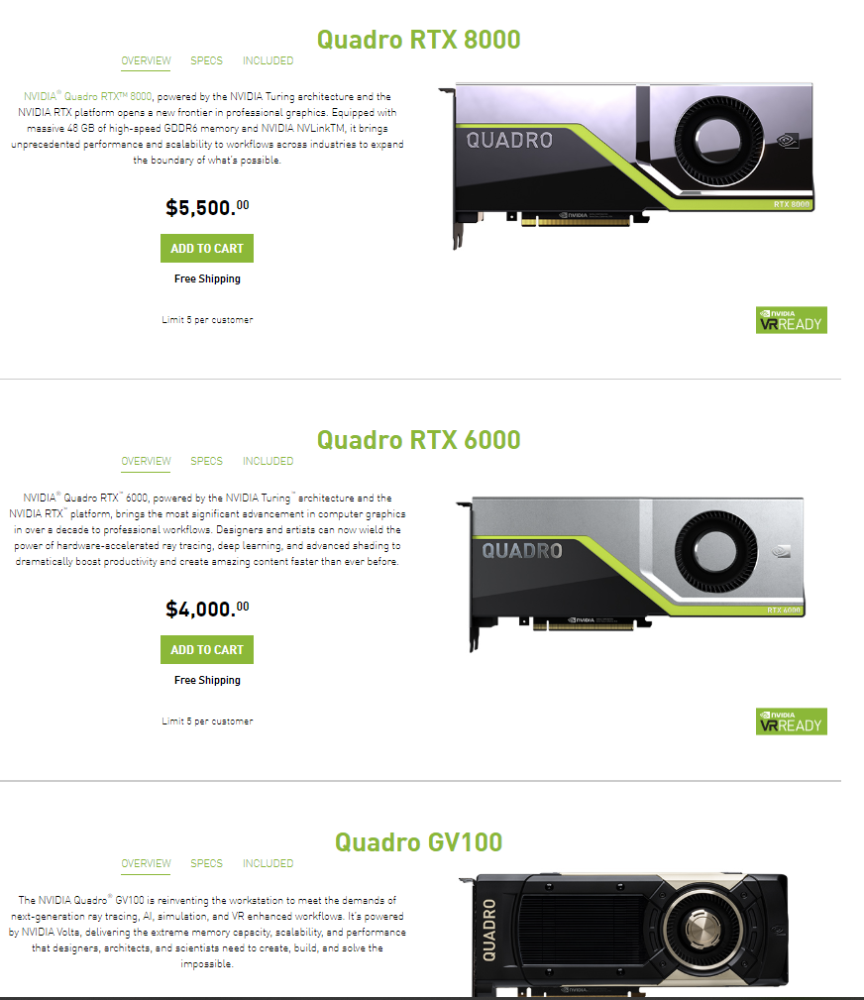 Quadro RTX 8000
OVERVIEW SPECS INCLUDED
NVIDIA® Quadro RTX™ 8000, powered by the NVIDIA Turing architecture and the
NVIDIA RTX platform opens a new frontier in professional graphics. Equipped with
massive 48 GB of high-speed GDDR6 memory and NVIDIA NVLinkTM, it brings
unprecedented performance and scalability to workflows across industries to expand
the boundary of what's possible.
QUADRO
RTX 8000
NVIDIA
$5,500.00
ADD TO CART
Free Shipping
Limit 5 per customer
NVIDIA
VR READY
Quadro RTX 6000
OVERVIEW SPECS INCLUDED
NVIDIA® Quadro RTX™ 6000, powered by the NVIDIA Turing™ architecture and the
NVIDIA RTX™ platform, brings the most significant advancement in computer graphics
in over a decade to professional workflows. Designers and artists can now wield the
power of hardware-accelerated ray tracing, deep learning, and advanced shading to
dramatically boost productivity and create amazing content faster than ever before.
QUADRO
RTX 6000
NVIDIA
$4,000.00
ADD TO CART
Free Shipping
Limit 5 per customer
NVIDIA
VR READY
Quadro GV100
OVERVIEW SPECS INCLUDED
The NVIDIA Quadro® GV100 is reinventing the workstation to meet the demands of
next-generation ray tracing, AI, simulation, and VR enhanced workflows. It's powered
by NVIDIA Volta, delivering the extreme memory capacity, scalability, and performance
that designers, architects, and scientists need to create, build, and solve the
impossible.
QUADRO
NVIDIA